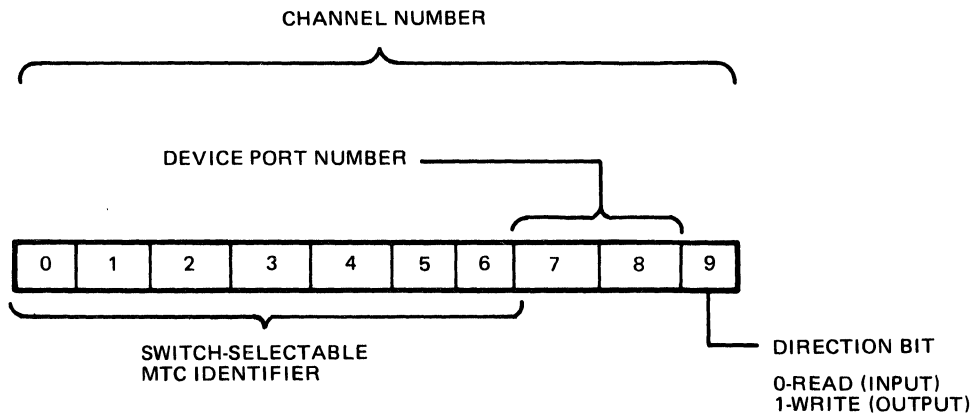 CHANNEL NUMBER
DEVICE PORT NUMBER
0 1 2 3 4 5 6 7 8 9
SWITCH-SELECTABLE
MTC IDENTIFIER
DIRECTION BIT
0-READ (INPUT)
1-WRITE (OUTPUT)